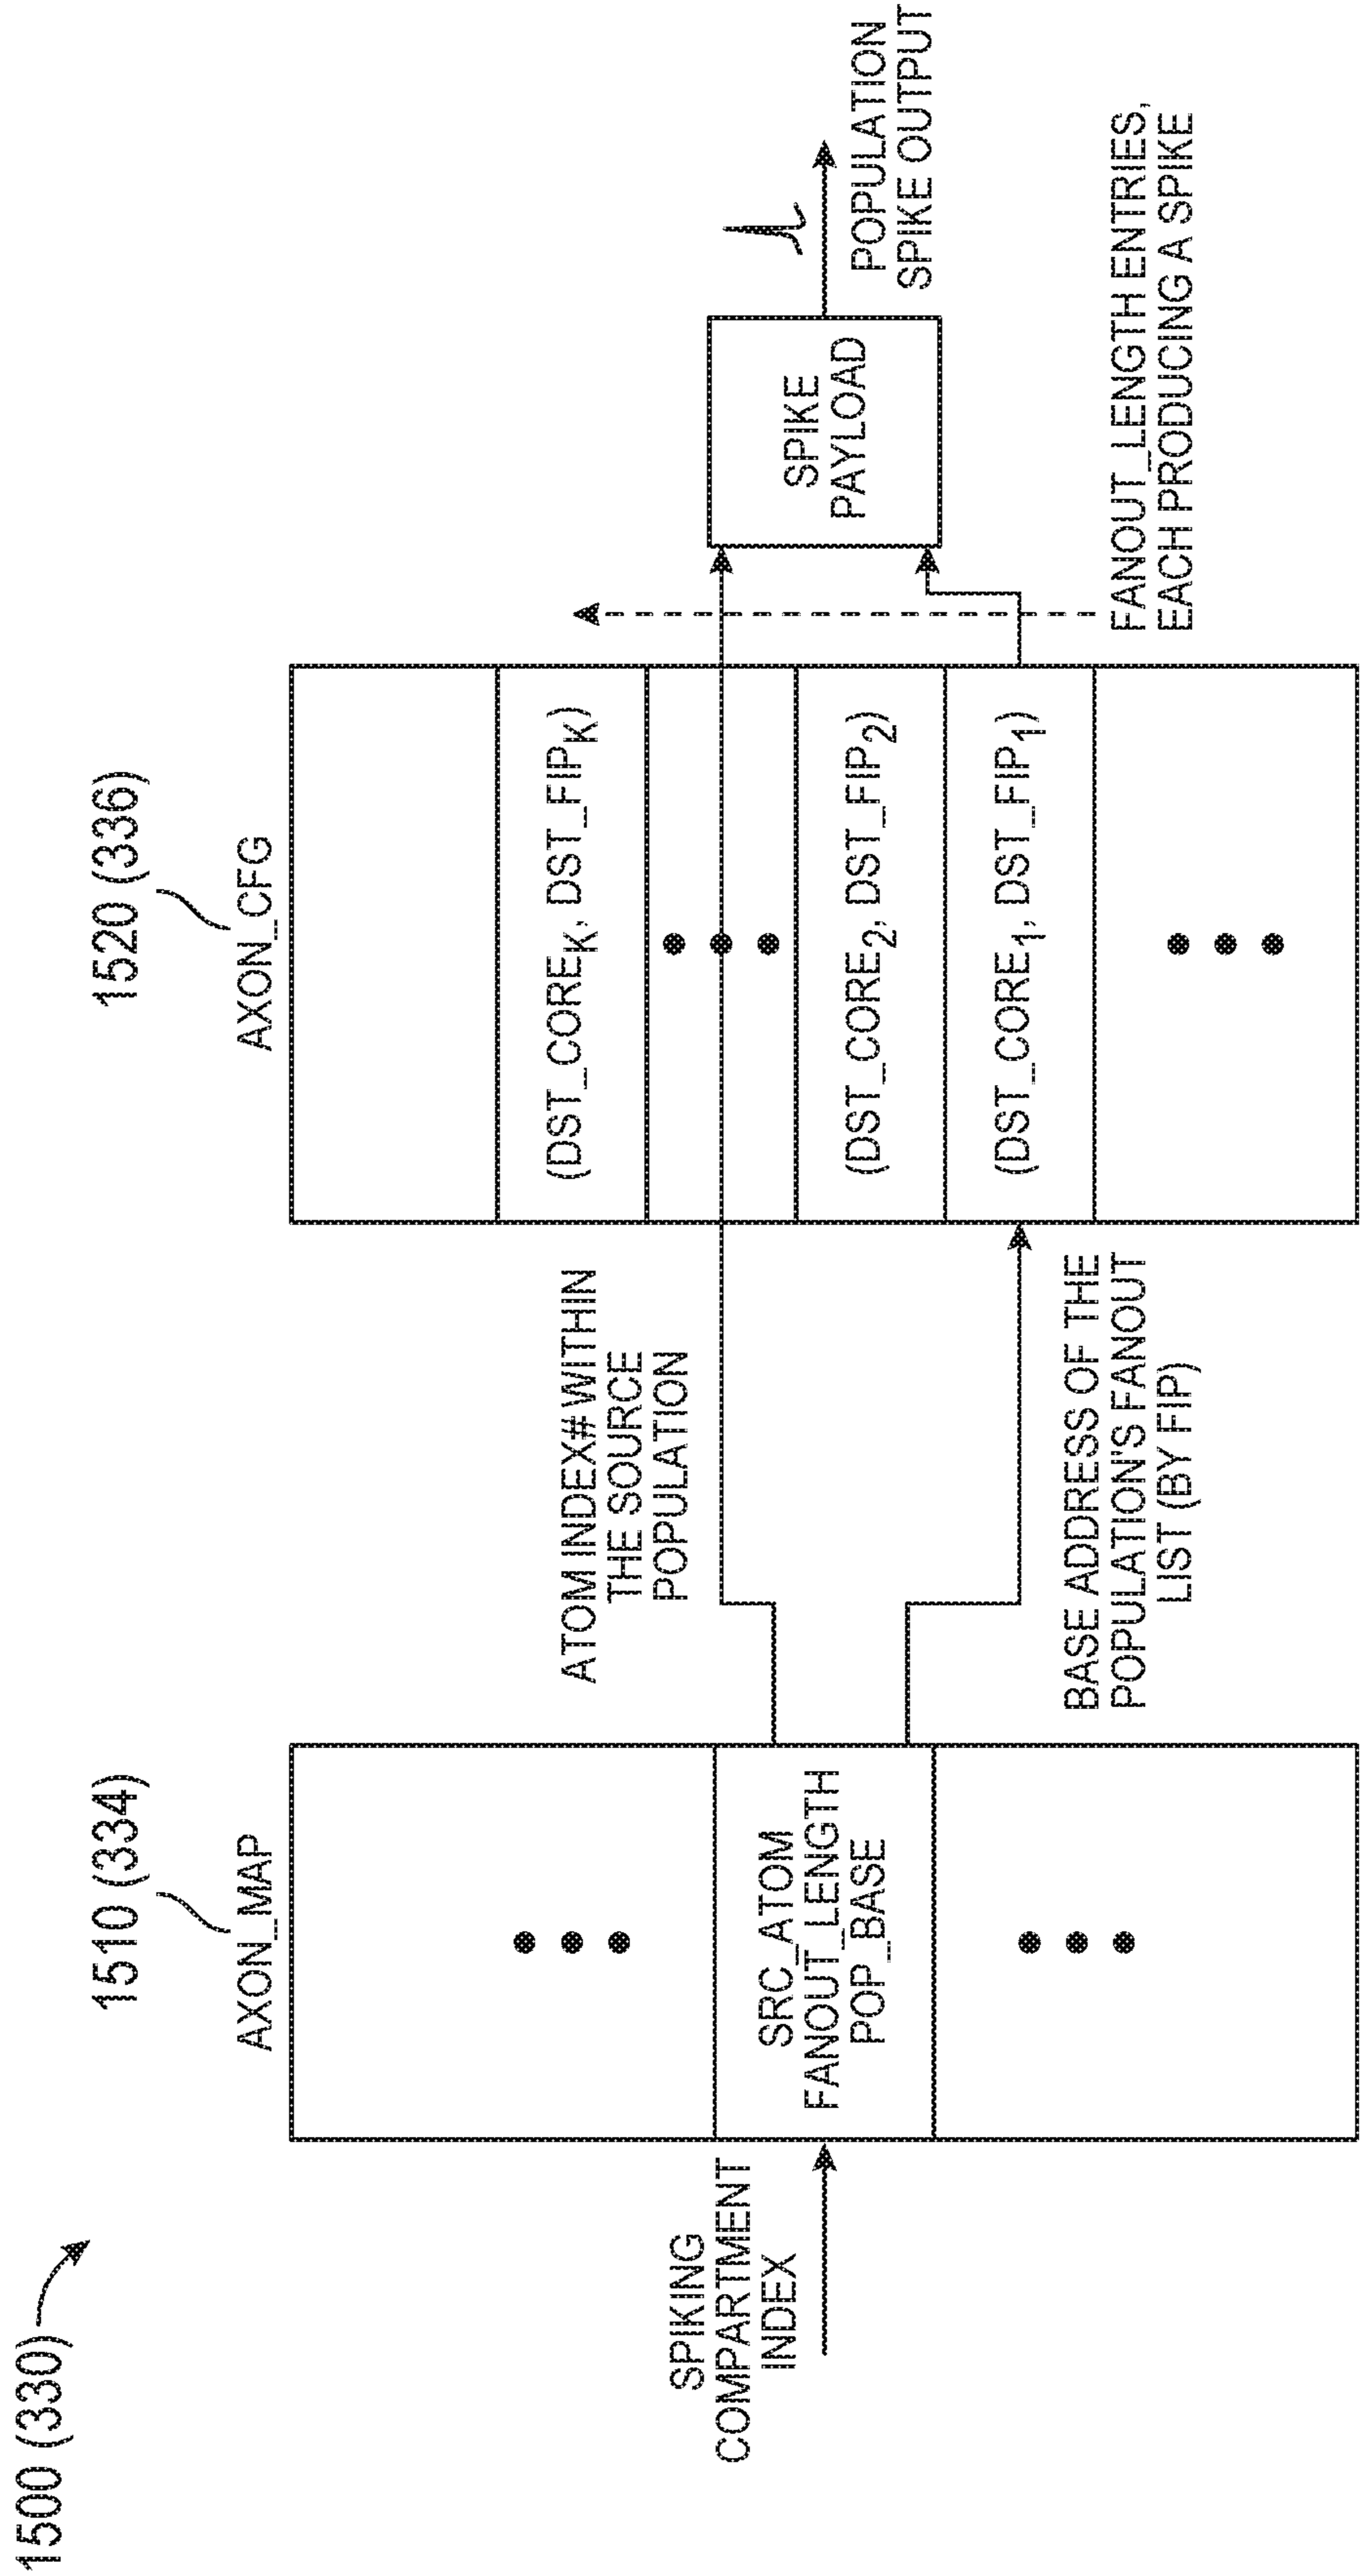 1500 (330)
SPIKING
COMPARTMENT
INDEX
1510 (334)
AXON_MAP
SRC_ATOM
FANOUT_LENGTH
POP_BASE
ATOM INDEX# WITHIN
THE SOURCE
POPULATION
BASE ADDRESS OF THE
POPULATION'S FANOUT
LIST (BY FIP)
1520 (336)
AXON_CFG
(DST_COREK, DST_FIPK)
(DST_CORE2, DST_FIP2)
(DST_CORE1, DST_FIP1)
SPIKE
PAYLOAD
POPULATION
SPIKE OUTPUT
FANOUT_LENGTH ENTRIES,
EACH PRODUCING A SPIKE